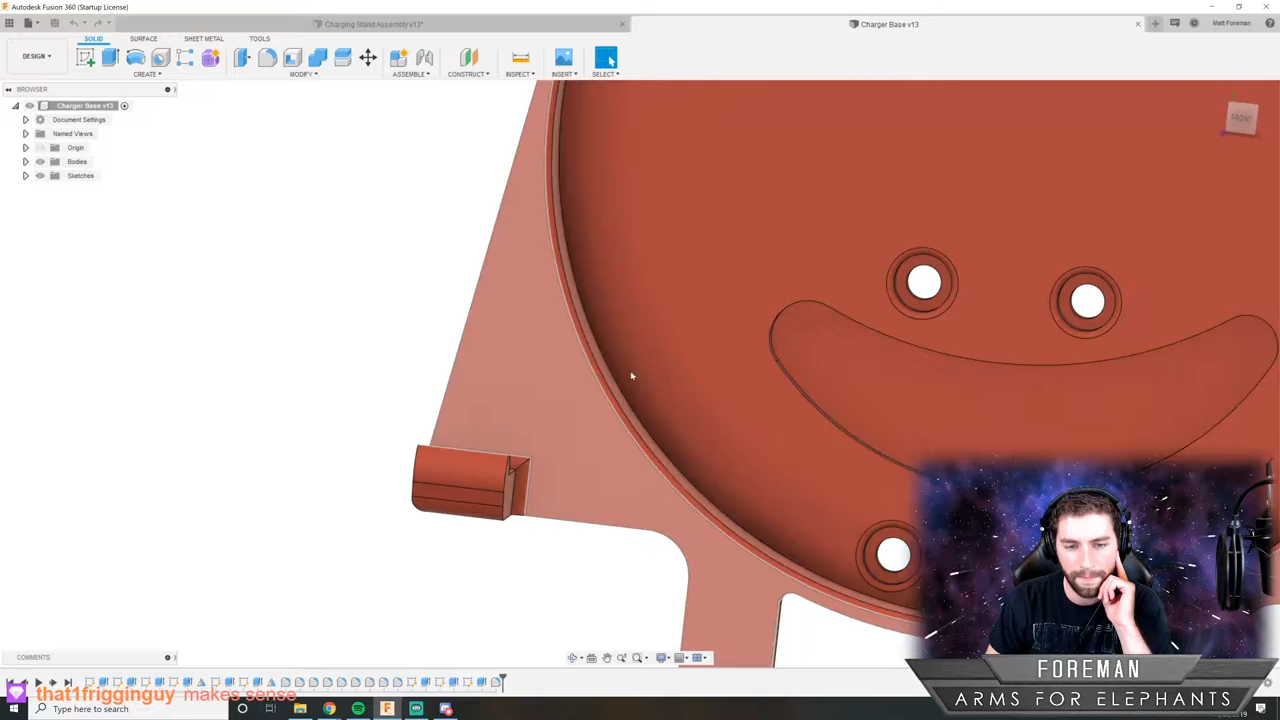 Autodesk Fusion 360 (Startup License)
Charging Stand Assembly v13*
Charger Base v13
Matt Foreman
DESIGN
SOLID
SURFACE
SHEET METAL
TOOLS
CREATE
MODIFY
ASSEMBLE
CONSTRUCT
INSPECT
INSERT
SELECT
BROWSER
Charger Base v13
Document Settings
Named Views
Origin
Bodies
Sketches
FRONT
COMMENTS
that1frigginguy makes sense
Type here to search
FOREMAN
ARMS FOR ELEPHANTS